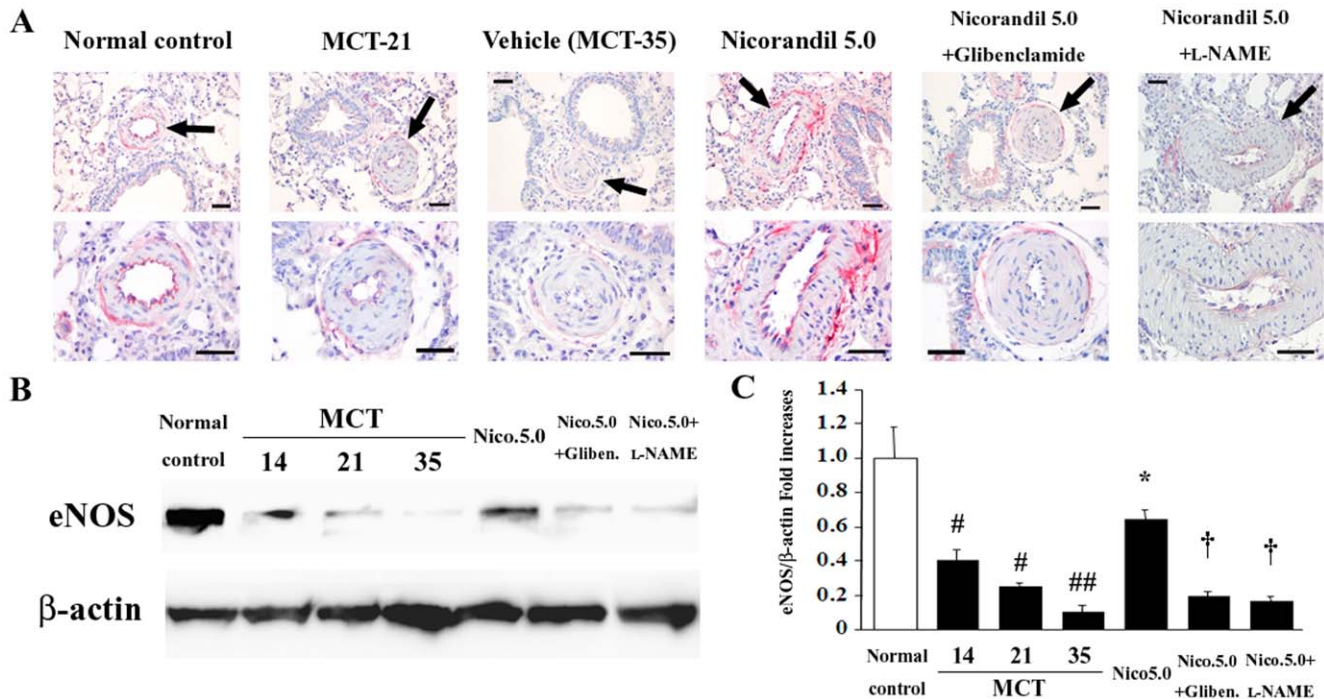 A
Normal control
MCT-21
Vehicle (MCT-35)
Nicorandil 5.0
Nicorandil 5.0
+Glibenclamide
Nicorandil 5.0
+L-NAME
B
Normal
control
MCT
14 21 35
Nico.5.0
Nico.5.0
+Gliben.
Nico.5.0+
L-NAME
eNOS
β-actin
C
eNOS/β-actin Fold increases
1.4
1.2
1.0
0.8
0.6
0.4
0.2
0
# # ## * † †
Normal
control
14 21 35
MCT
Nico5.0
Nico.5.0
+Gliben.
Nico.5.0+
L-NAME